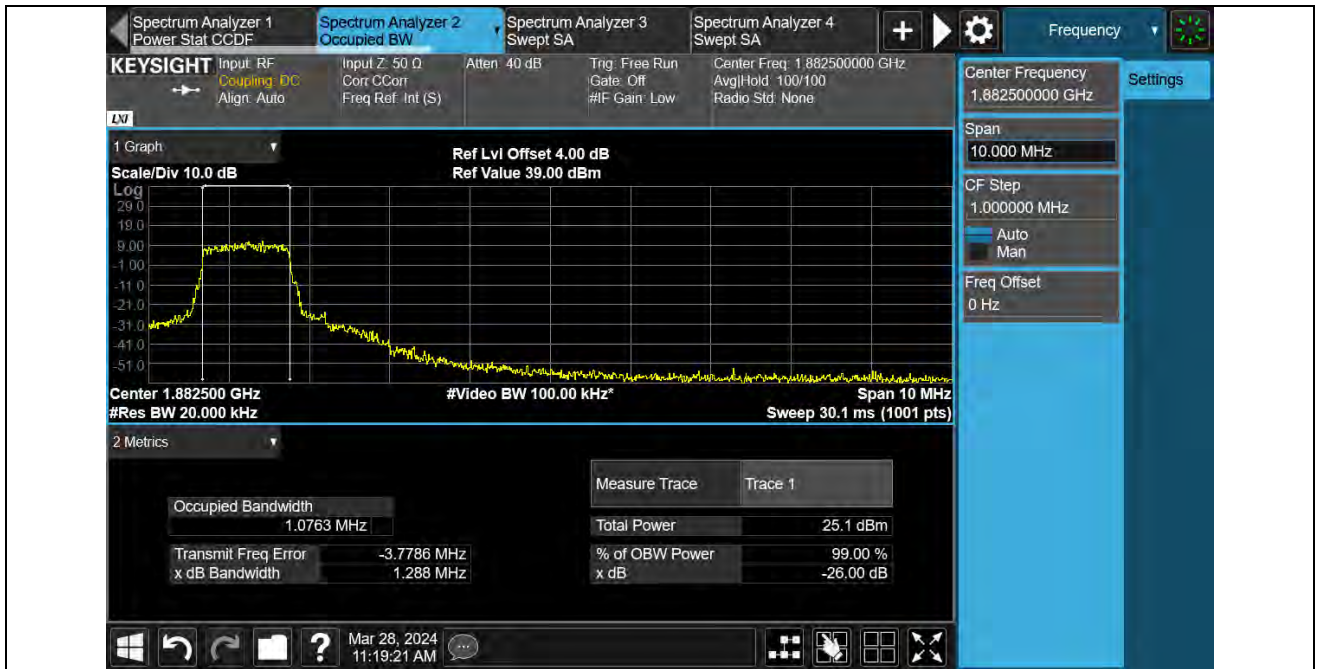 Spectrum Analyzer 1
Power Stat CCDF
Spectrum Analyzer 2
Occupied BW
Spectrum Analyzer 3
Swept SA
Spectrum Analyzer 4
Swept SA
+
Frequency
KEYSIGHT
LXI
Input: RF
Coupling: DC
Align: Auto
Input Z: 50 Ω
Corr CCorr
Freq Ref: Int (S)
Atten: 40 dB
Trig: Free Run
Gate: Off
#IF Gain: Low
Center Freq: 1.882500000 GHz
Avg|Hold: 100/100
Radio Std: None
Center Frequency
1.882500000 GHz
Settings
Span
10.000 MHz
CF Step
1.000000 MHz
Auto
Man
Freq Offset
0 Hz
1 Graph
Scale/Div 10.0 dB
Ref Lvl Offset 4.00 dB
Ref Value 39.00 dBm
Log
29.0
19.0
9.00
-1.00
-11.0
-21.0
-31.0
-41.0
-51.0
Center 1.882500 GHz
#Res BW 20.000 kHz
#Video BW 100.00 kHz*
Span 10 MHz
Sweep 30.1 ms (1001 pts)
2 Metrics
Occupied Bandwidth
1.0763 MHz
Transmit Freq Error -3.7786 MHz
x dB Bandwidth 1.288 MHz
Measure Trace Trace 1
Total Power 25.1 dBm
% of OBW Power 99.00 %
x dB -26.00 dB
?
Mar 28, 2024
11:19:21 AM